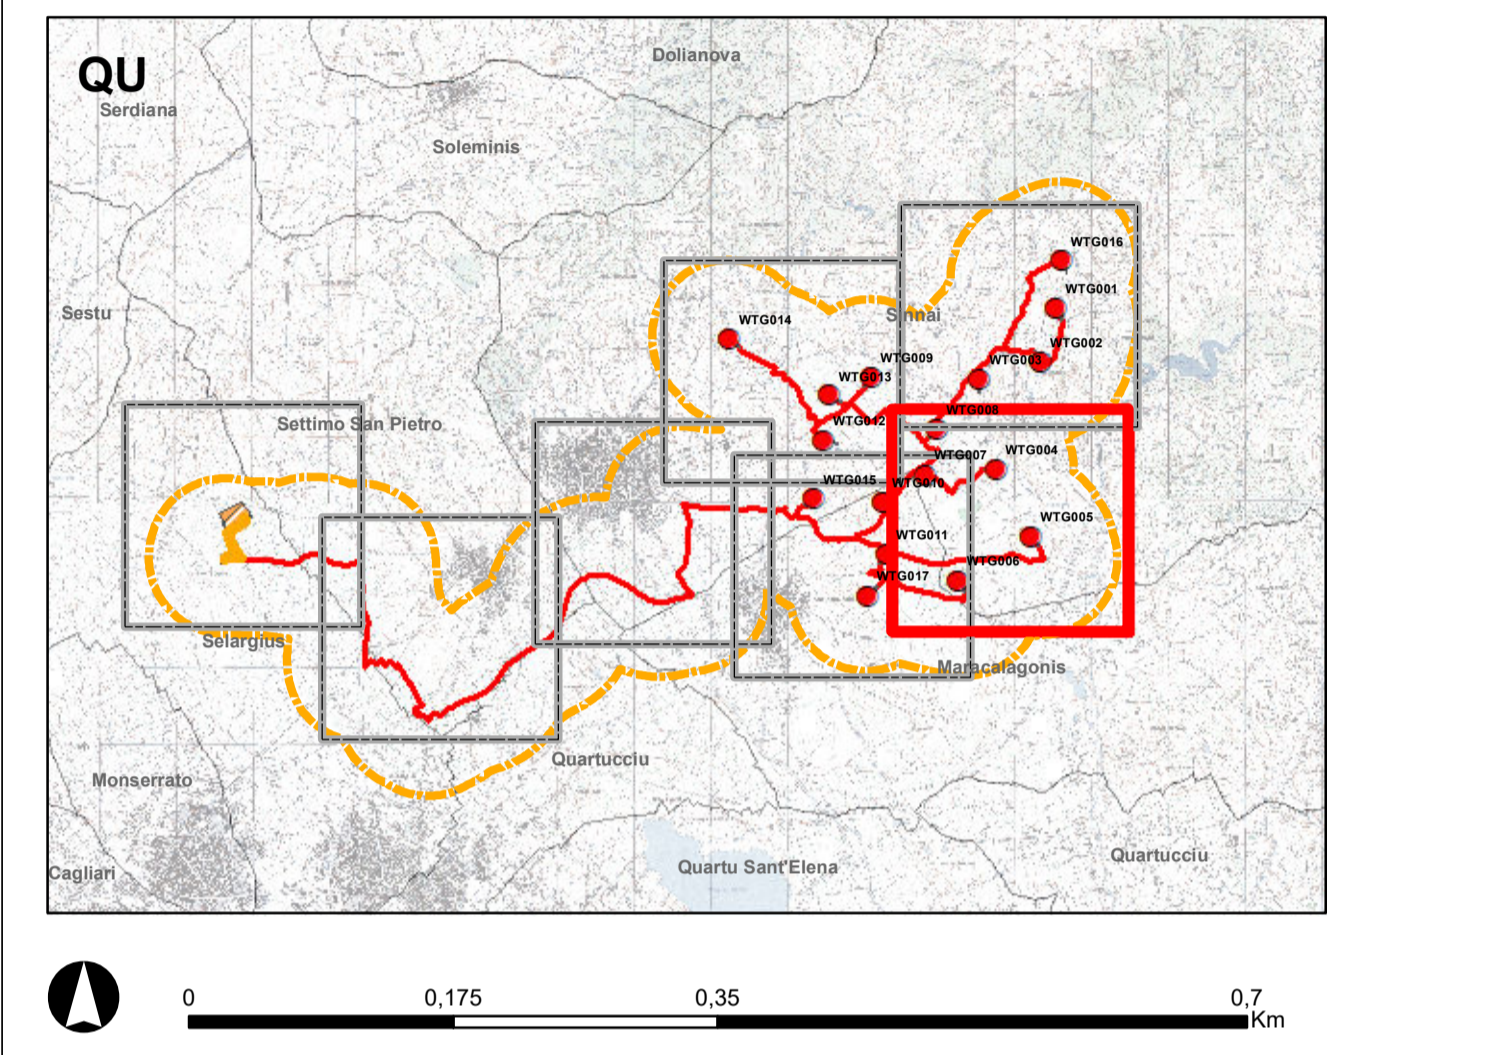 Dolianova
QU
Serdiana
Soleminis
WTG016
WTG001
Sestu
Sinnai
WTG014
WTG002
WTG009
WTG003
WTG013
WTG008
WTG012
Settimo San Pietro
WTG004
WTG007
WTG015
WTG010
WTG005
WTG011
WTG006
WTG017
Selargius
Maracalagonis
Quartucciu
Monserrato
Quartucciu
Quartu Sant'Elena
Cagliari
0 0,175 0,35 0,7
Km